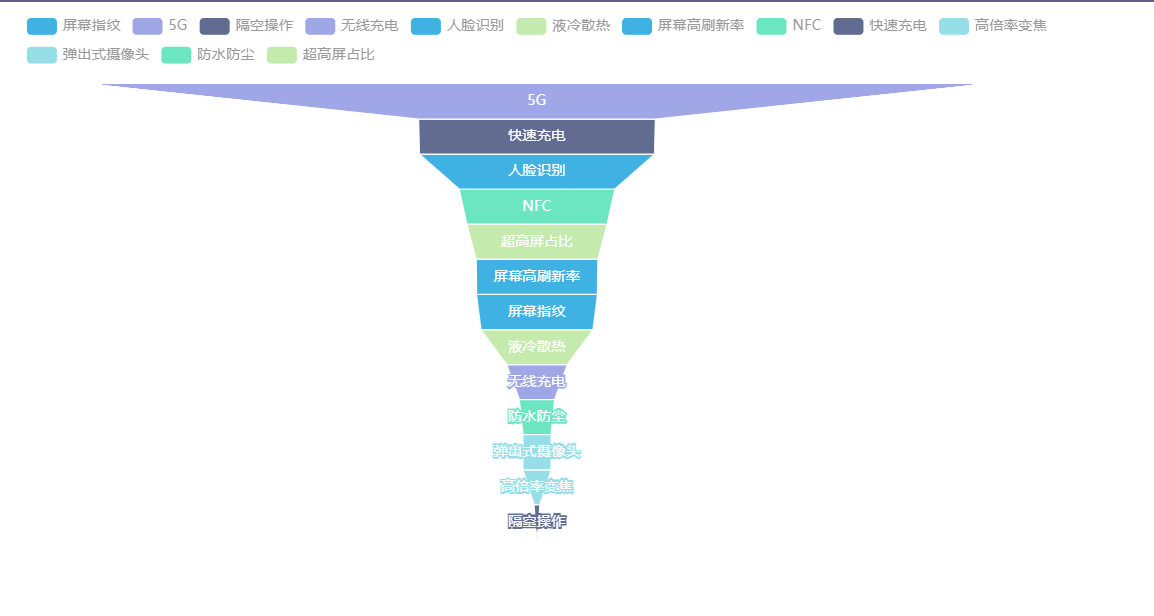 屏幕指纹 5G 隔空操作 无线充电 人脸识别 液冷散热 屏幕高刷新率 NFC 快速充电 高倍率变焦
弹出式摄像头 防水防尘 超高屏占比
5G
快速充电
人脸识别
NFC
超高屏占比
屏幕高刷新率
屏幕指纹
液冷散热
无线充电
防水防尘
弹出式摄像头
高倍率变焦
隔空操作